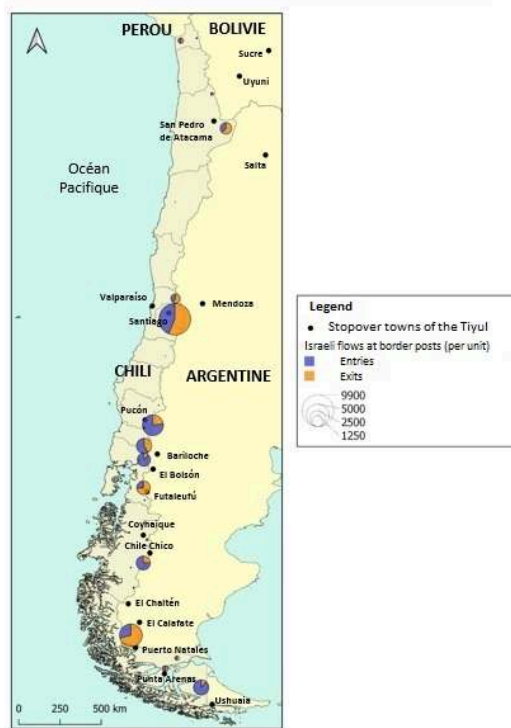 PEROU
BOLIVIE
Sucre
Uyuni
San Pedro
de Atacama
Salta
Océan
Pacifique
Valparaíso
Mendoza
Santiago
CHILI
ARGENTINE
Pucón
Bariloche
El Bolsón
Futaleufú
Coyhaique
Chile Chico
El Chaltén
El Calafate
Puerto Natales
Punta Arenas
Ushuaia
0 250 500 km
Legend
Stopover towns of the Tiyul
Israeli flows at border posts (per unit)
Entries
Exits
9900
5000
2500
1250